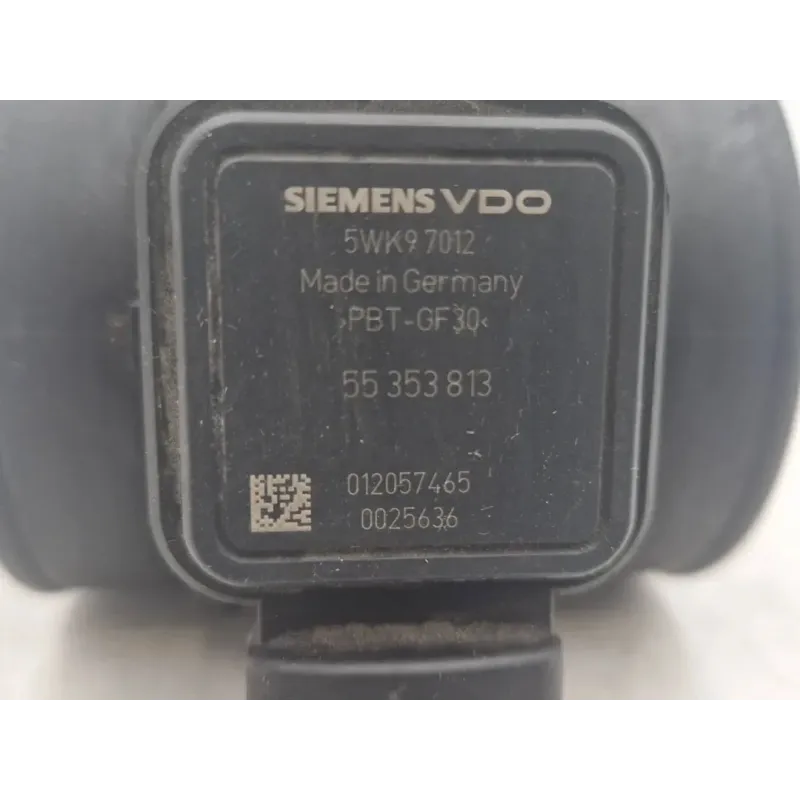 SIEMENS VDO
5WK9 7012
Made in Germany
>PBT-GF30<
55 353 813
012057465
0025636